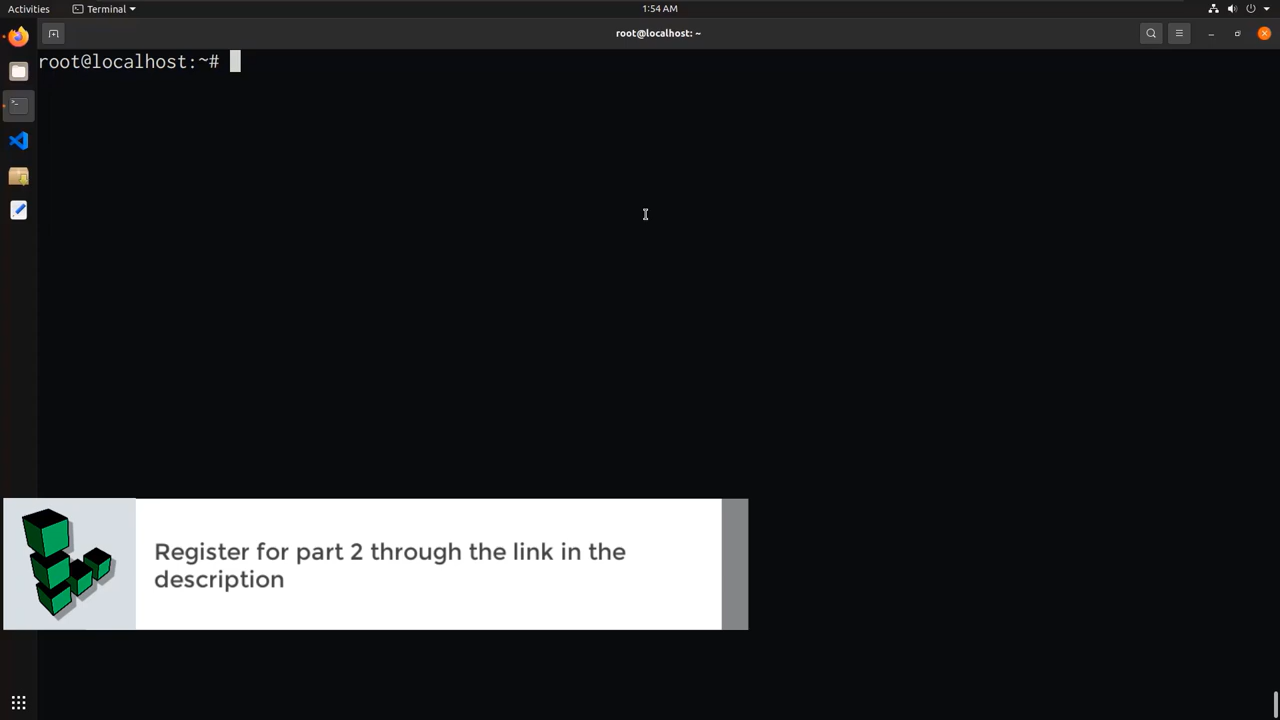 Activities
Terminal
1:54 AM
root@localhost: ~
root@localhost:~#
Register for part 2 through the link in the
description